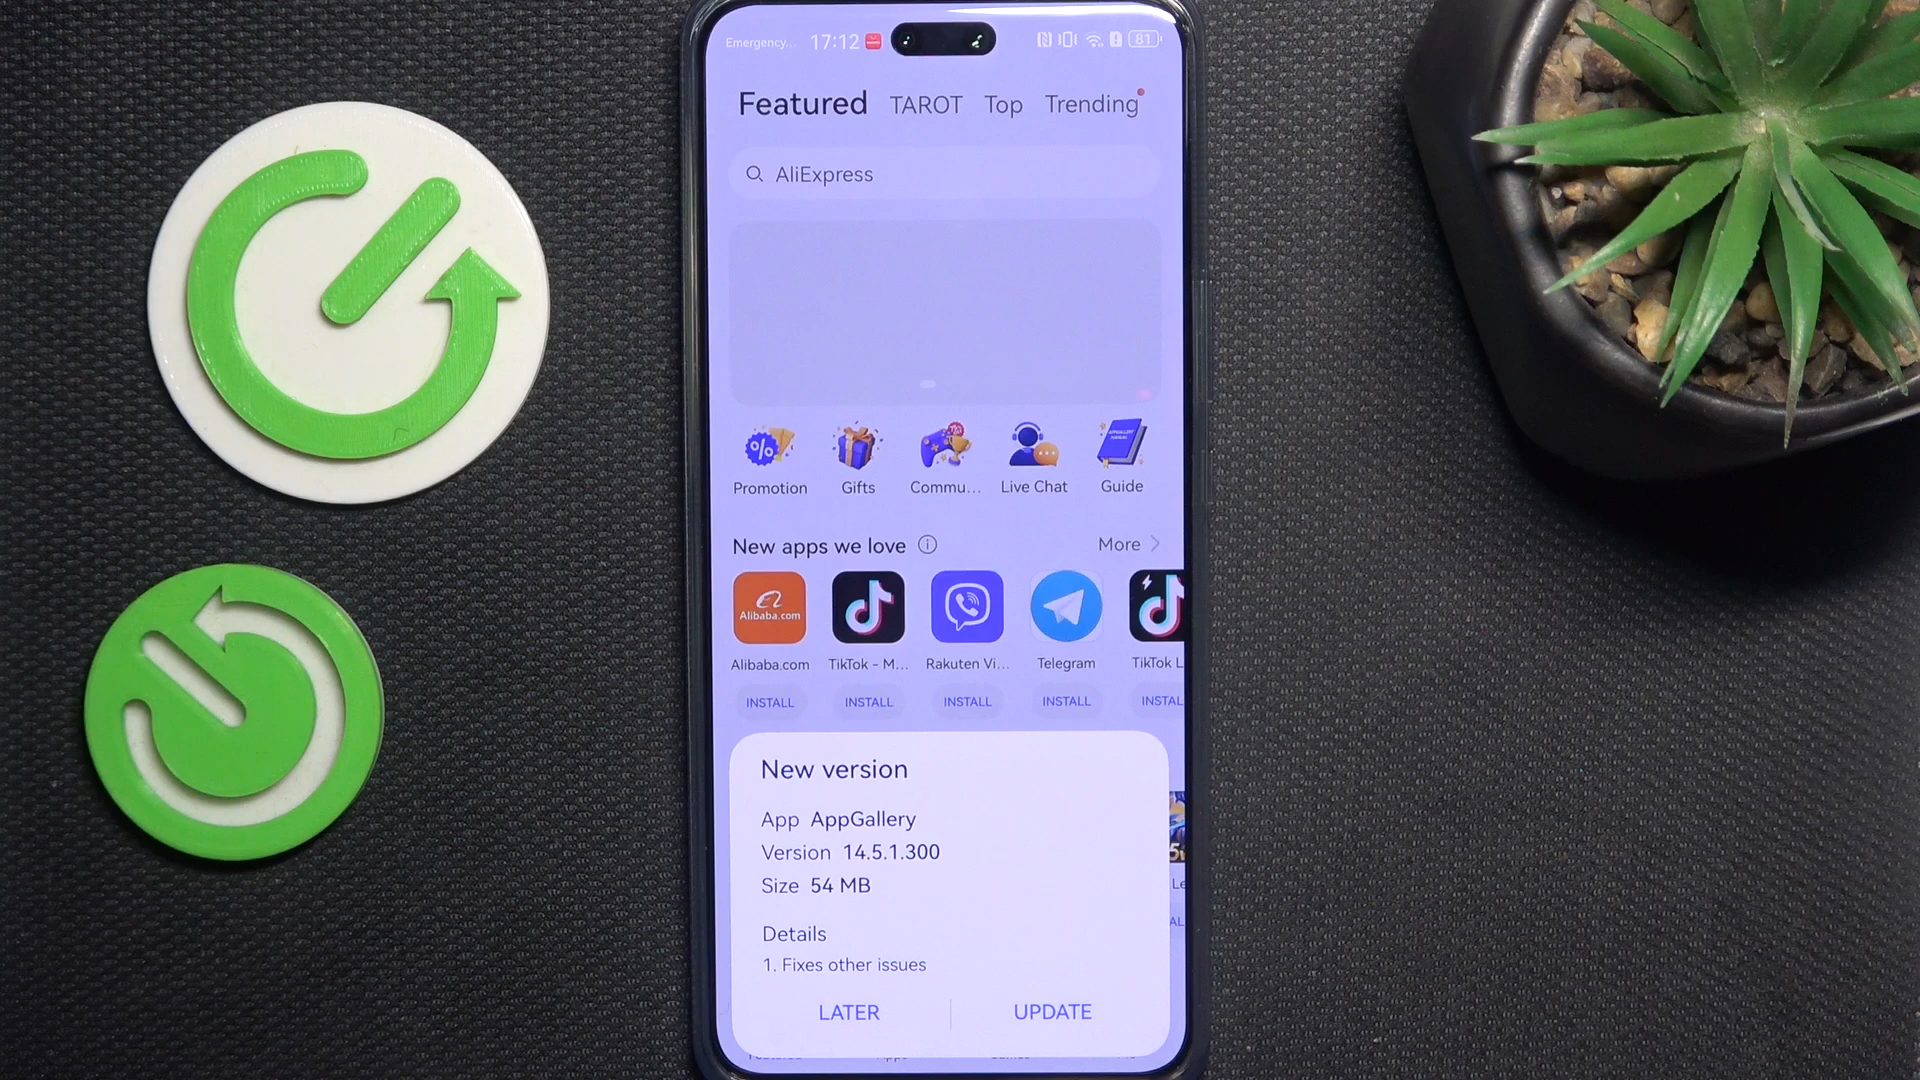 Emergency... 17:12 81
Featured TAROT Top Trending
AliExpress
Promotion Gifts Commu... Live Chat Guide
New apps we love More
Alibaba.com
Alibaba.com TikTok - M... Rakuten Vi... Telegram TikTok L
INSTALL INSTALL INSTALL INSTALL INSTAL
New version
App AppGallery
Version 14.5.1.300
Size 54 MB
Le
Details
AL
1. Fixes other issues
LATER UPDATE